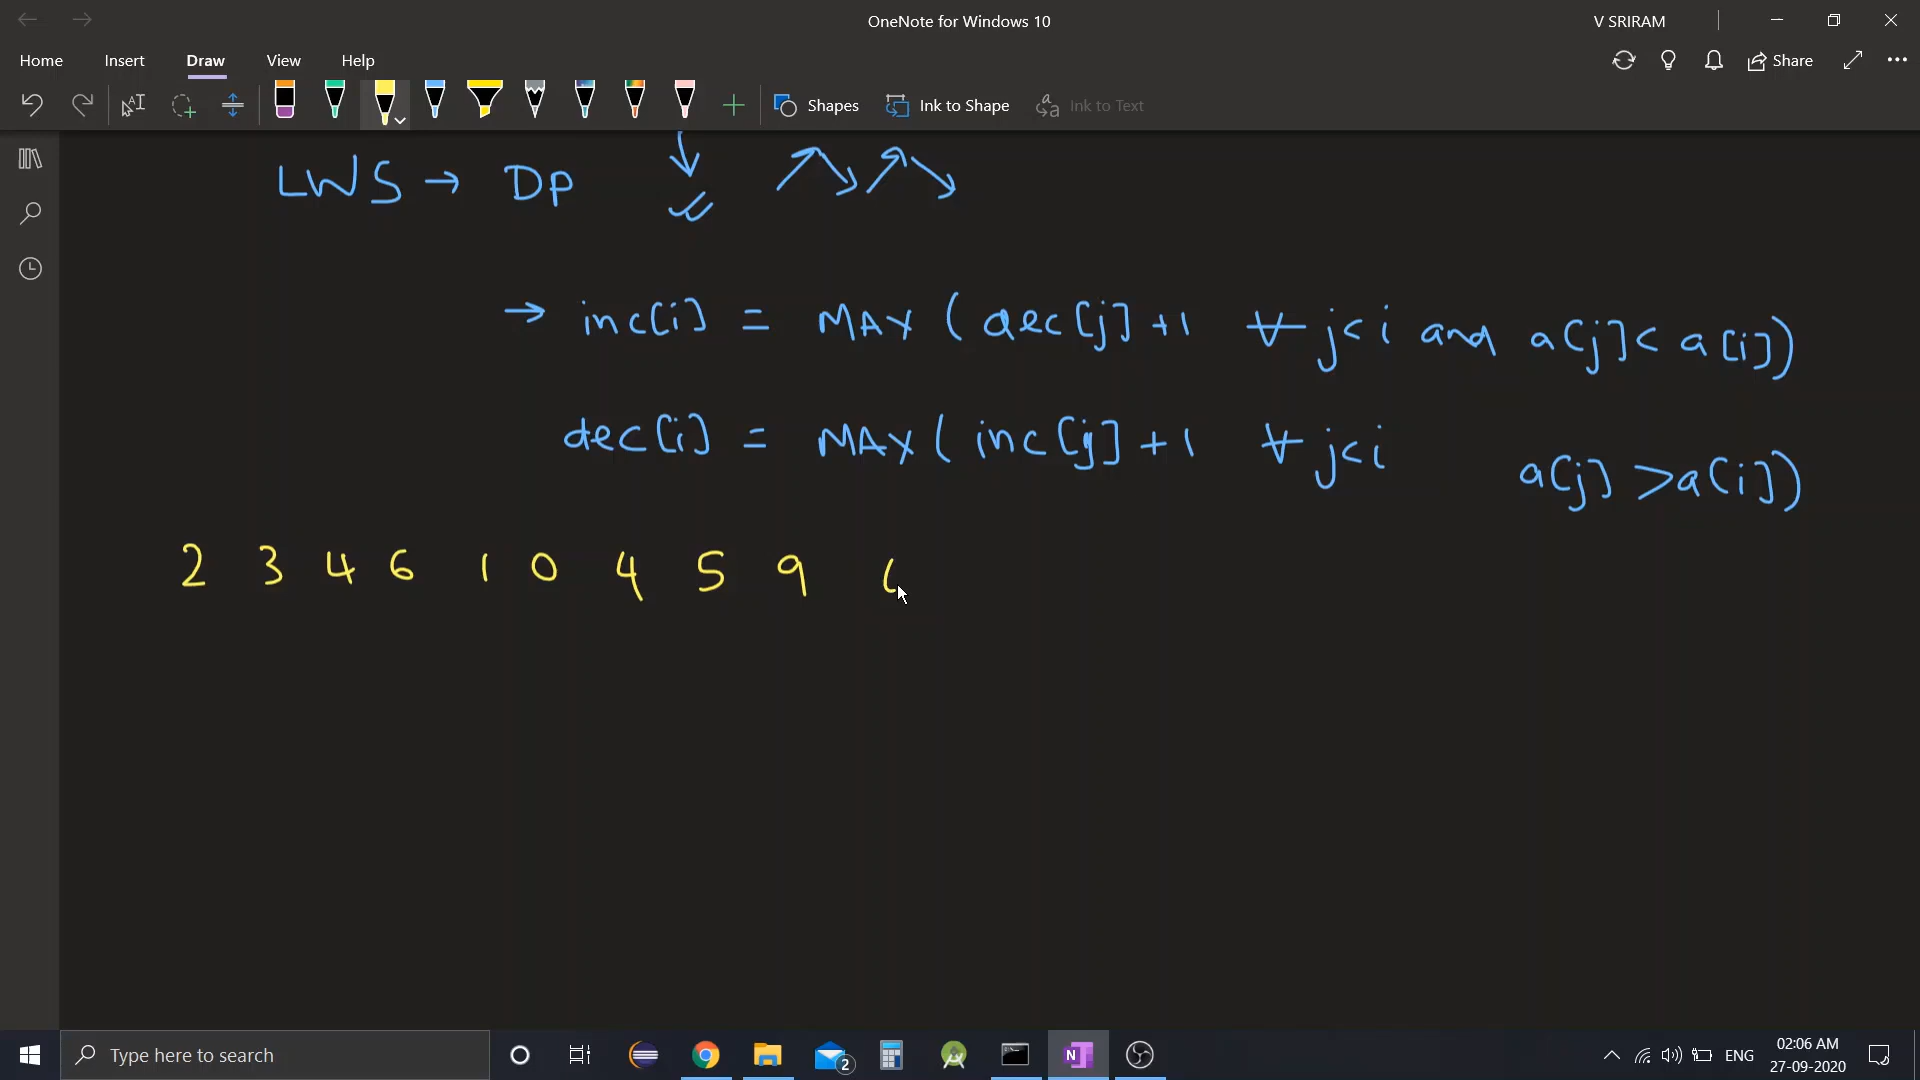 OneNote for Windows 10
V SRIRAM
Home Insert Draw View Help
Share
Shapes Ink to Shape Ink to Text
LWS → DP
→ inc[i] = MAX ( dec[j] +1 ∀ j<i and a[j] < a[i])
dec[i] = MAX ( inc[j] +1 ∀ j<i a[j] > a[i])
2 3 4 6 1 0 4 5 9
Type here to search
2
ENG
02:06 AM
27-09-2020